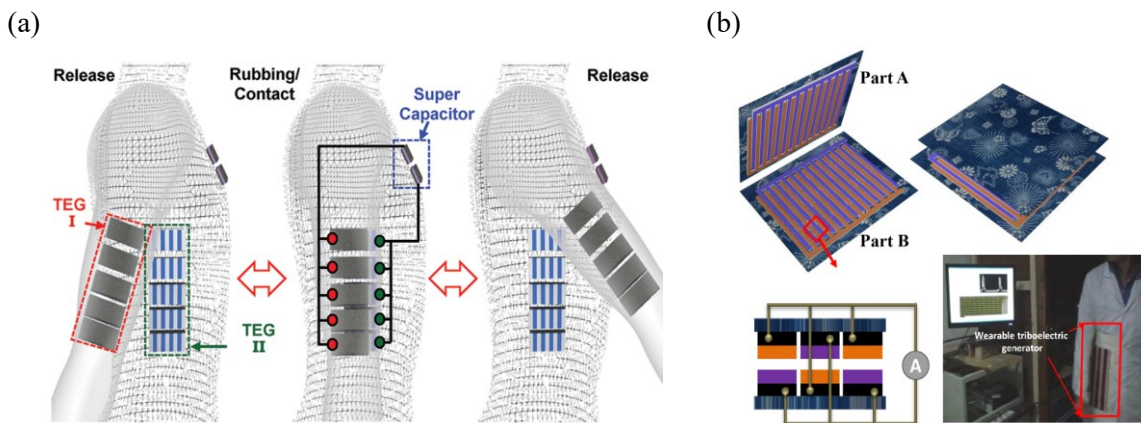 (a)
(b)
Release
Rubbing/
Contact
Release
Super
Capacitor
TEG
I
TEG
II
Part A
Part B
A
Wearable triboelectric
generator